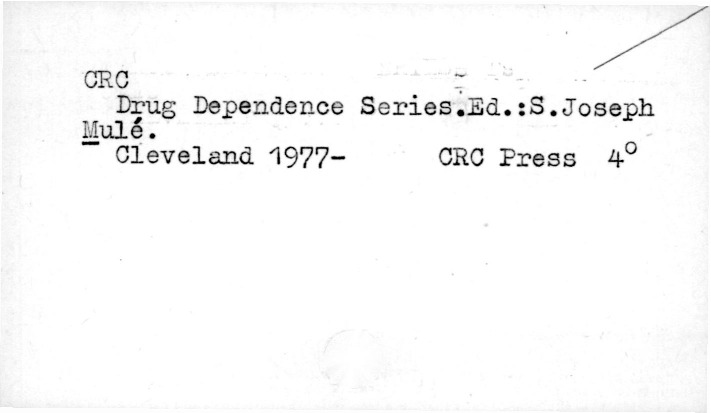 CRC
Drug Dependence Series.Ed.:S.Joseph
Mulé.
Cleveland 1977- CRC Press 4°